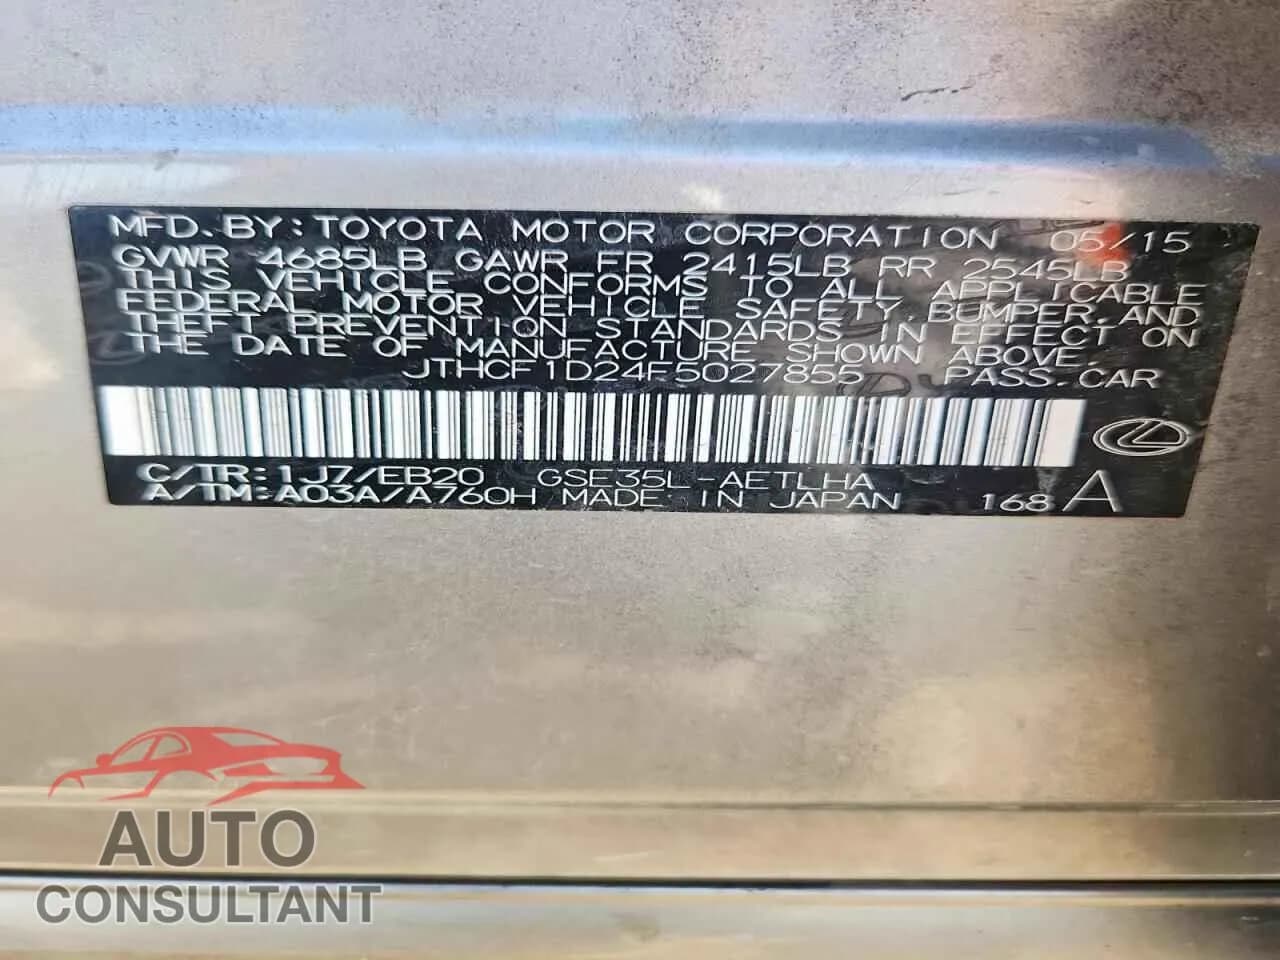 MFD. BY: TOYOTA MOTOR CORPORATION 05/15
GVWR 4685LB GAWR FR 2415LB RR 2545LB
THIS VEHICLE CONFORMS TO ALL APPLICABLE
FEDERAL MOTOR VEHICLE SAFETY, BUMPER, AND
THEFT PREVENTION STANDARDS IN EFFECT ON
THE DATE OF MANUFACTURE SHOWN ABOVE.
JTHCF1D24F5027855 PASS. CAR
C/TR: 1J7/EB20 GSE35L-AETLHA
A/TM: A03A/A760H MADE IN JAPAN 168 A
AUTO
CONSULTANT